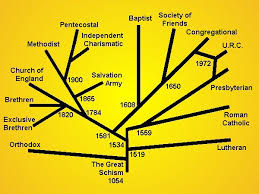 Pentecostal
Baptist
Society of
Friends
Independent
Charismatic
Congregational
Methodist
U.R.C.
1972
Church of
England
1900
Salvation
Army
Presbyterian
Brethren
1865
1650
1784
1608
1820
Exclusive
Brethren
Roman
Catholic
1581
1559
1534
Orthodox
1519
Lutheran
The Great
Schism
1054